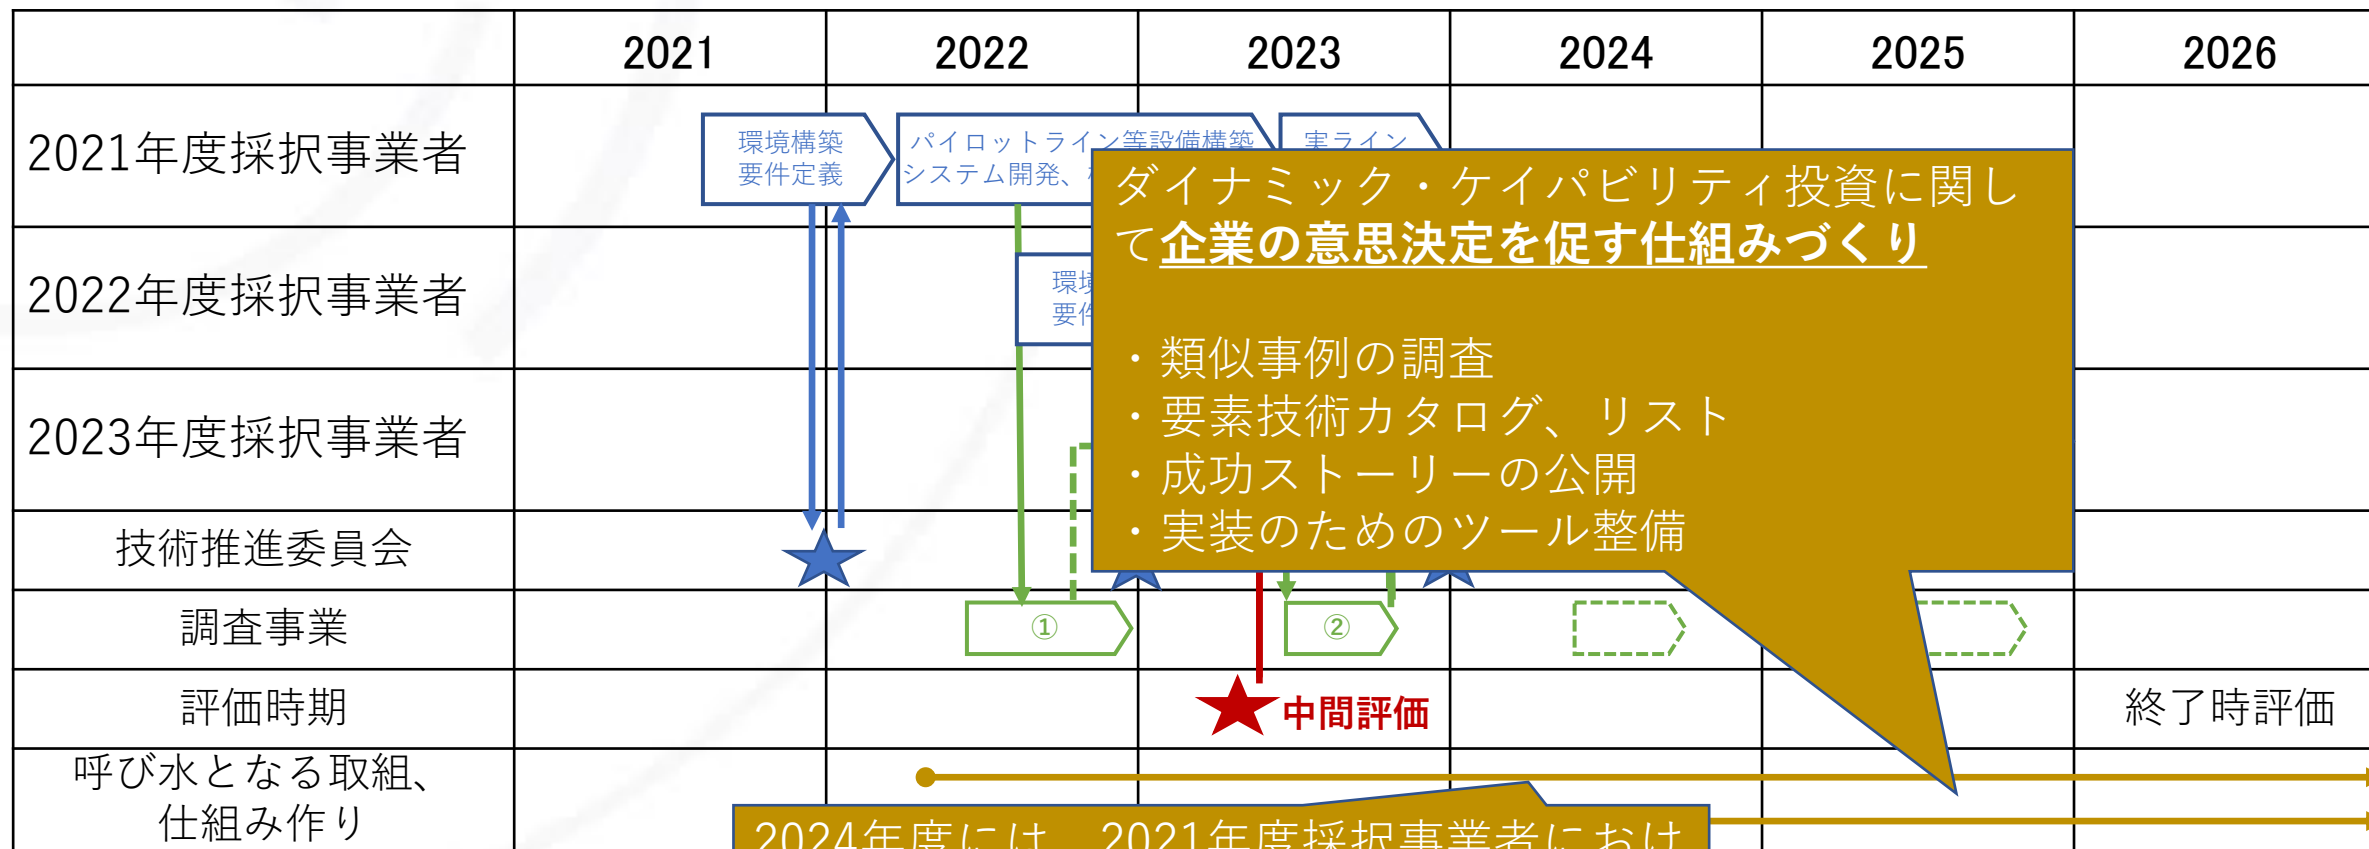 2021 2022 2023 2024 2025 2026
2021年度採択事業者
環境構築
要件定義
パイロットライン等設備構築
システム開発、
実ライン
2022年度採択事業者
環境
要件
2023年度採択事業者
ダイナミック・ケイパビリティ投資に関し
て企業の意思決定を促す仕組みづくり
・類似事例の調査
・要素技術カタログ、リスト
・成功ストーリーの公開
・実装のためのツール整備
技術推進委員会
調査事業
①
②
評価時期
中間評価
終了時評価
呼び水となる取組、
仕組み作り
2024年度には、2021年度採択事業者におけ